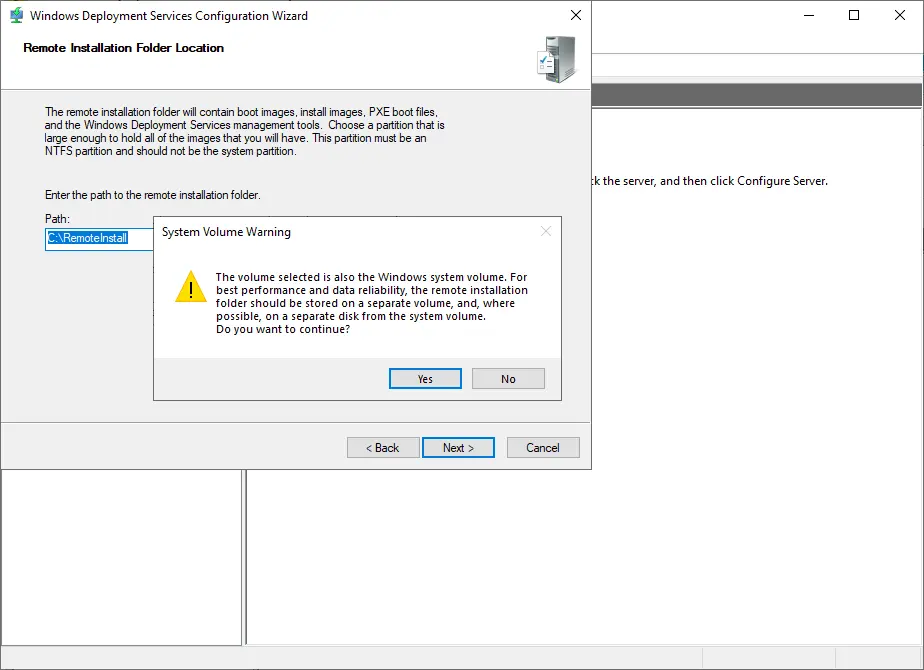 Windows Deployment Services Configuration Wizard
Remote Installation Folder Location
The remote installation folder will contain boot images, install images, PXE boot files,
and the Windows Deployment Services management tools. Choose a partition that is
large enough to hold all of the images that you will have. This partition must be an
NTFS partition and should not be the system partition.
the server, and then click Configure Server.
Enter the path to the remote installation folder.
Path:
C:\RemoteInstall
System Volume Warning
The volume selected is also the Windows system volume. For
best performance and data reliability, the remote installation
folder should be stored on a separate volume, and, where
possible, on a separate disk from the system volume.
Do you want to continue?
Yes
No
< Back
Next >
Cancel